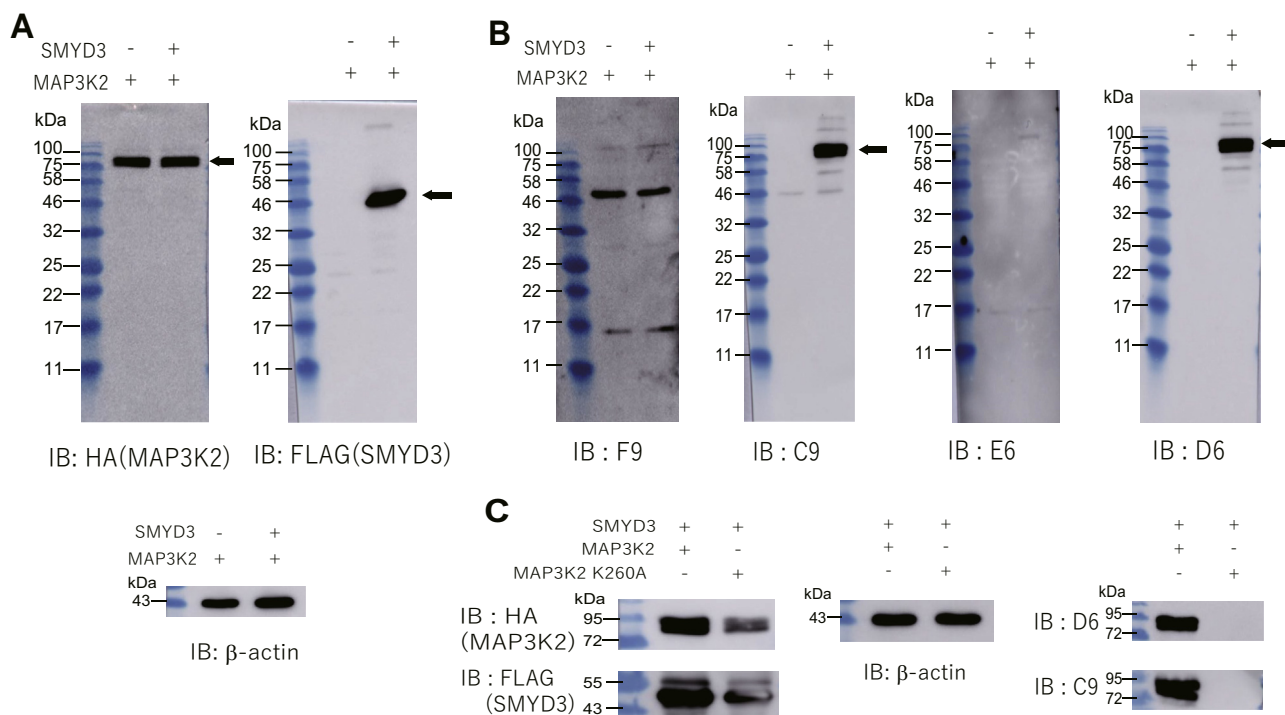 A
SMYD3 - +
MAP3K2 + +
kDa
100
75
58
46
32
25
22
17
11
IB: HA(MAP3K2)
- +
+ +
kDa
100
75
58
46
32
25
22
17
11
IB: FLAG(SMYD3)
SMYD3 - +
MAP3K2 + +
kDa
43
IB: β-actin
B
SMYD3 - +
MAP3K2 + +
kDa
100
75
58
46
32
25
22
17
11
IB : F9
- +
+ +
kDa
100
75
58
46
32
25
22
17
11
IB : C9
- +
+ +
kDa
100
75
58
46
32
25
22
17
11
IB : E6
- +
+ +
kDa
100
75
58
46
32
25
22
17
11
IB : D6
C
SMYD3 + +
MAP3K2 + -
MAP3K2 K260A - +
kDa
IB : HA
(MAP3K2)
95
72
IB : FLAG
(SMYD3)
55
43
+ +
+ -
- +
kDa
43
IB: β-actin
+ +
+ -
- +
kDa
IB : D6
95
72
IB : C9
95
72